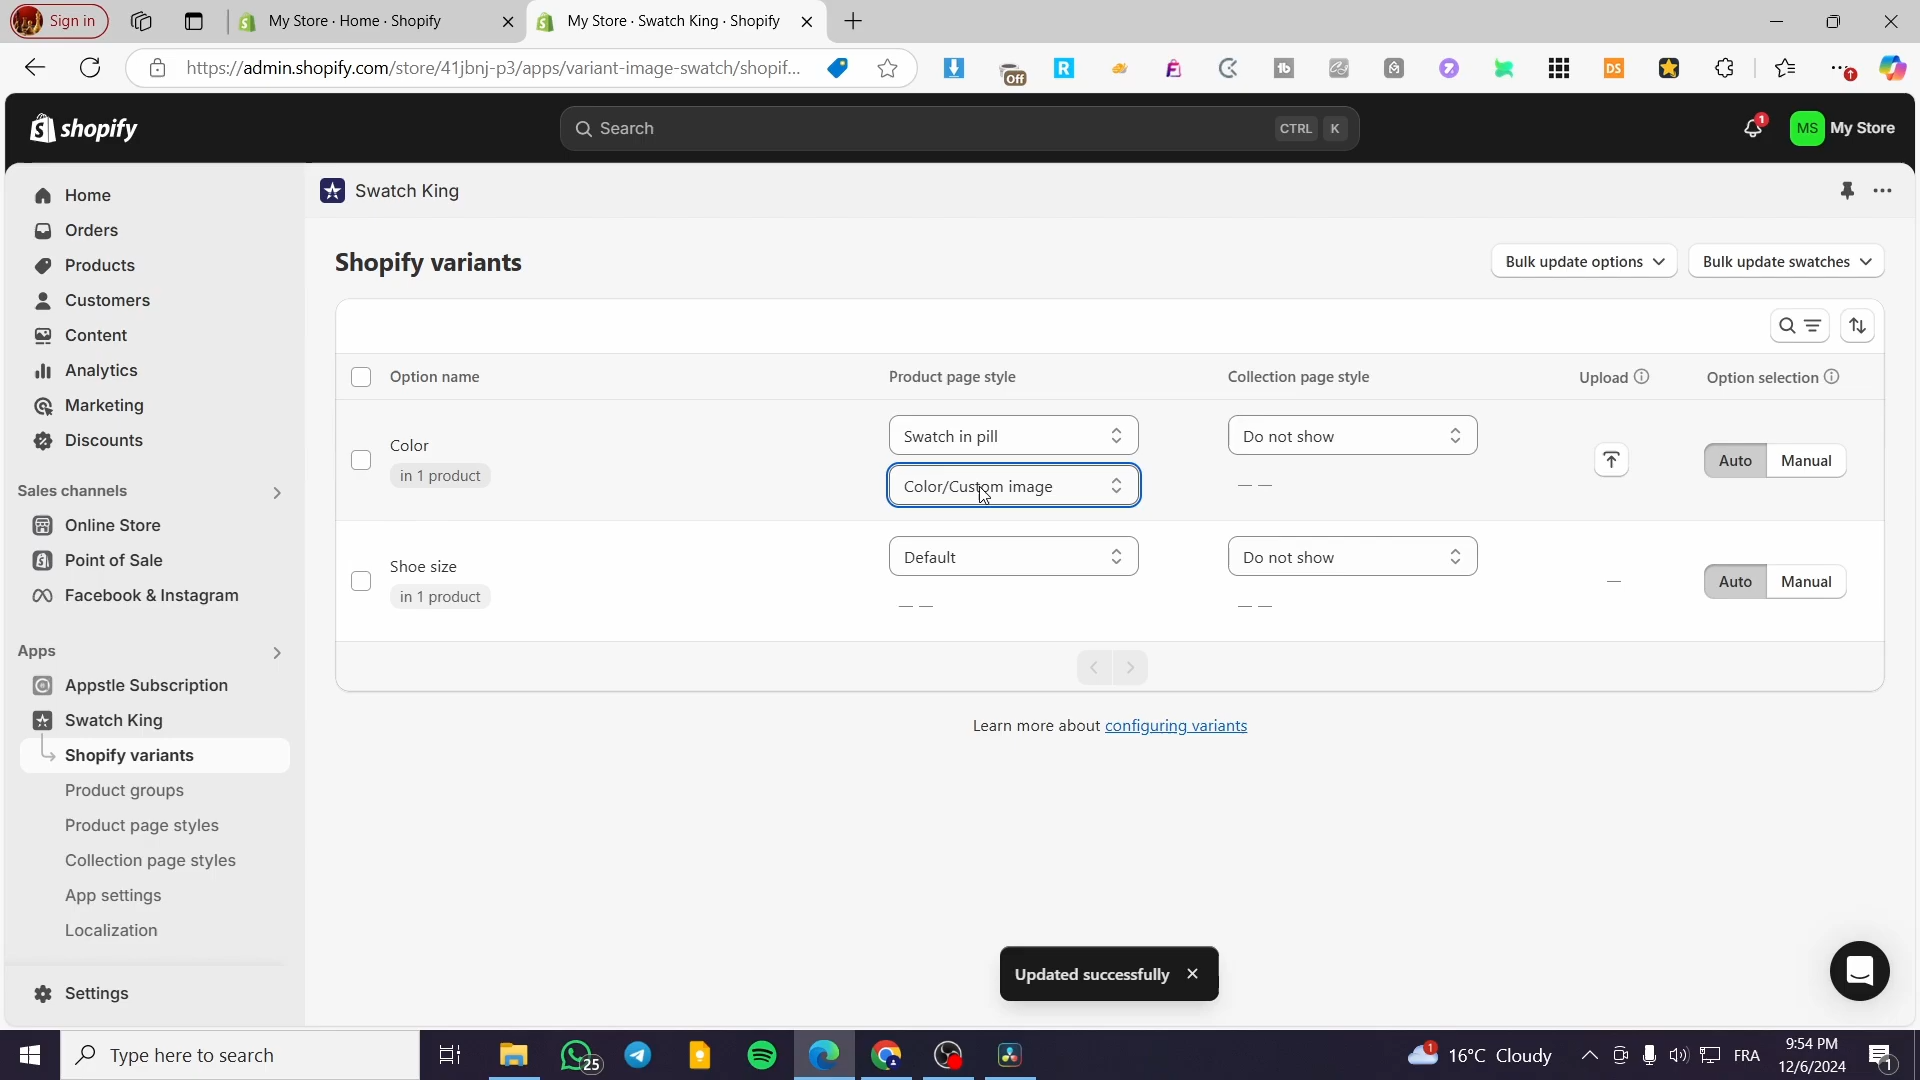 Sign in
My Store · Home · Shopify
My Store · Swatch King · Shopify
https://admin.shopify.com/store/41jbnj-p3/apps/variant-image-swatch/shopif...
Off
R
tb
DS
shopify
Search
CTRL K
1
MS My Store
Home
Orders
Products
Customers
Content
Analytics
Marketing
Discounts
Sales channels
Online Store
Point of Sale
Facebook & Instagram
Apps
Appstle Subscription
Swatch King
Shopify variants
Product groups
Product page styles
Collection page styles
App settings
Localization
Settings
Swatch King
Shopify variants
Bulk update options
Bulk update swatches
Option name
Product page style
Collection page style
Upload
Option selection
Color
in 1 product
Swatch in pill
Color/Custom image
Do not show
— —
Auto Manual
Shoe size
in 1 product
Default
— —
Do not show
— —
—
Auto Manual
Learn more about configuring variants
Updated successfully
Type here to search
25
1
16°C Cloudy
FRA
9:54 PM
12/6/2024
1